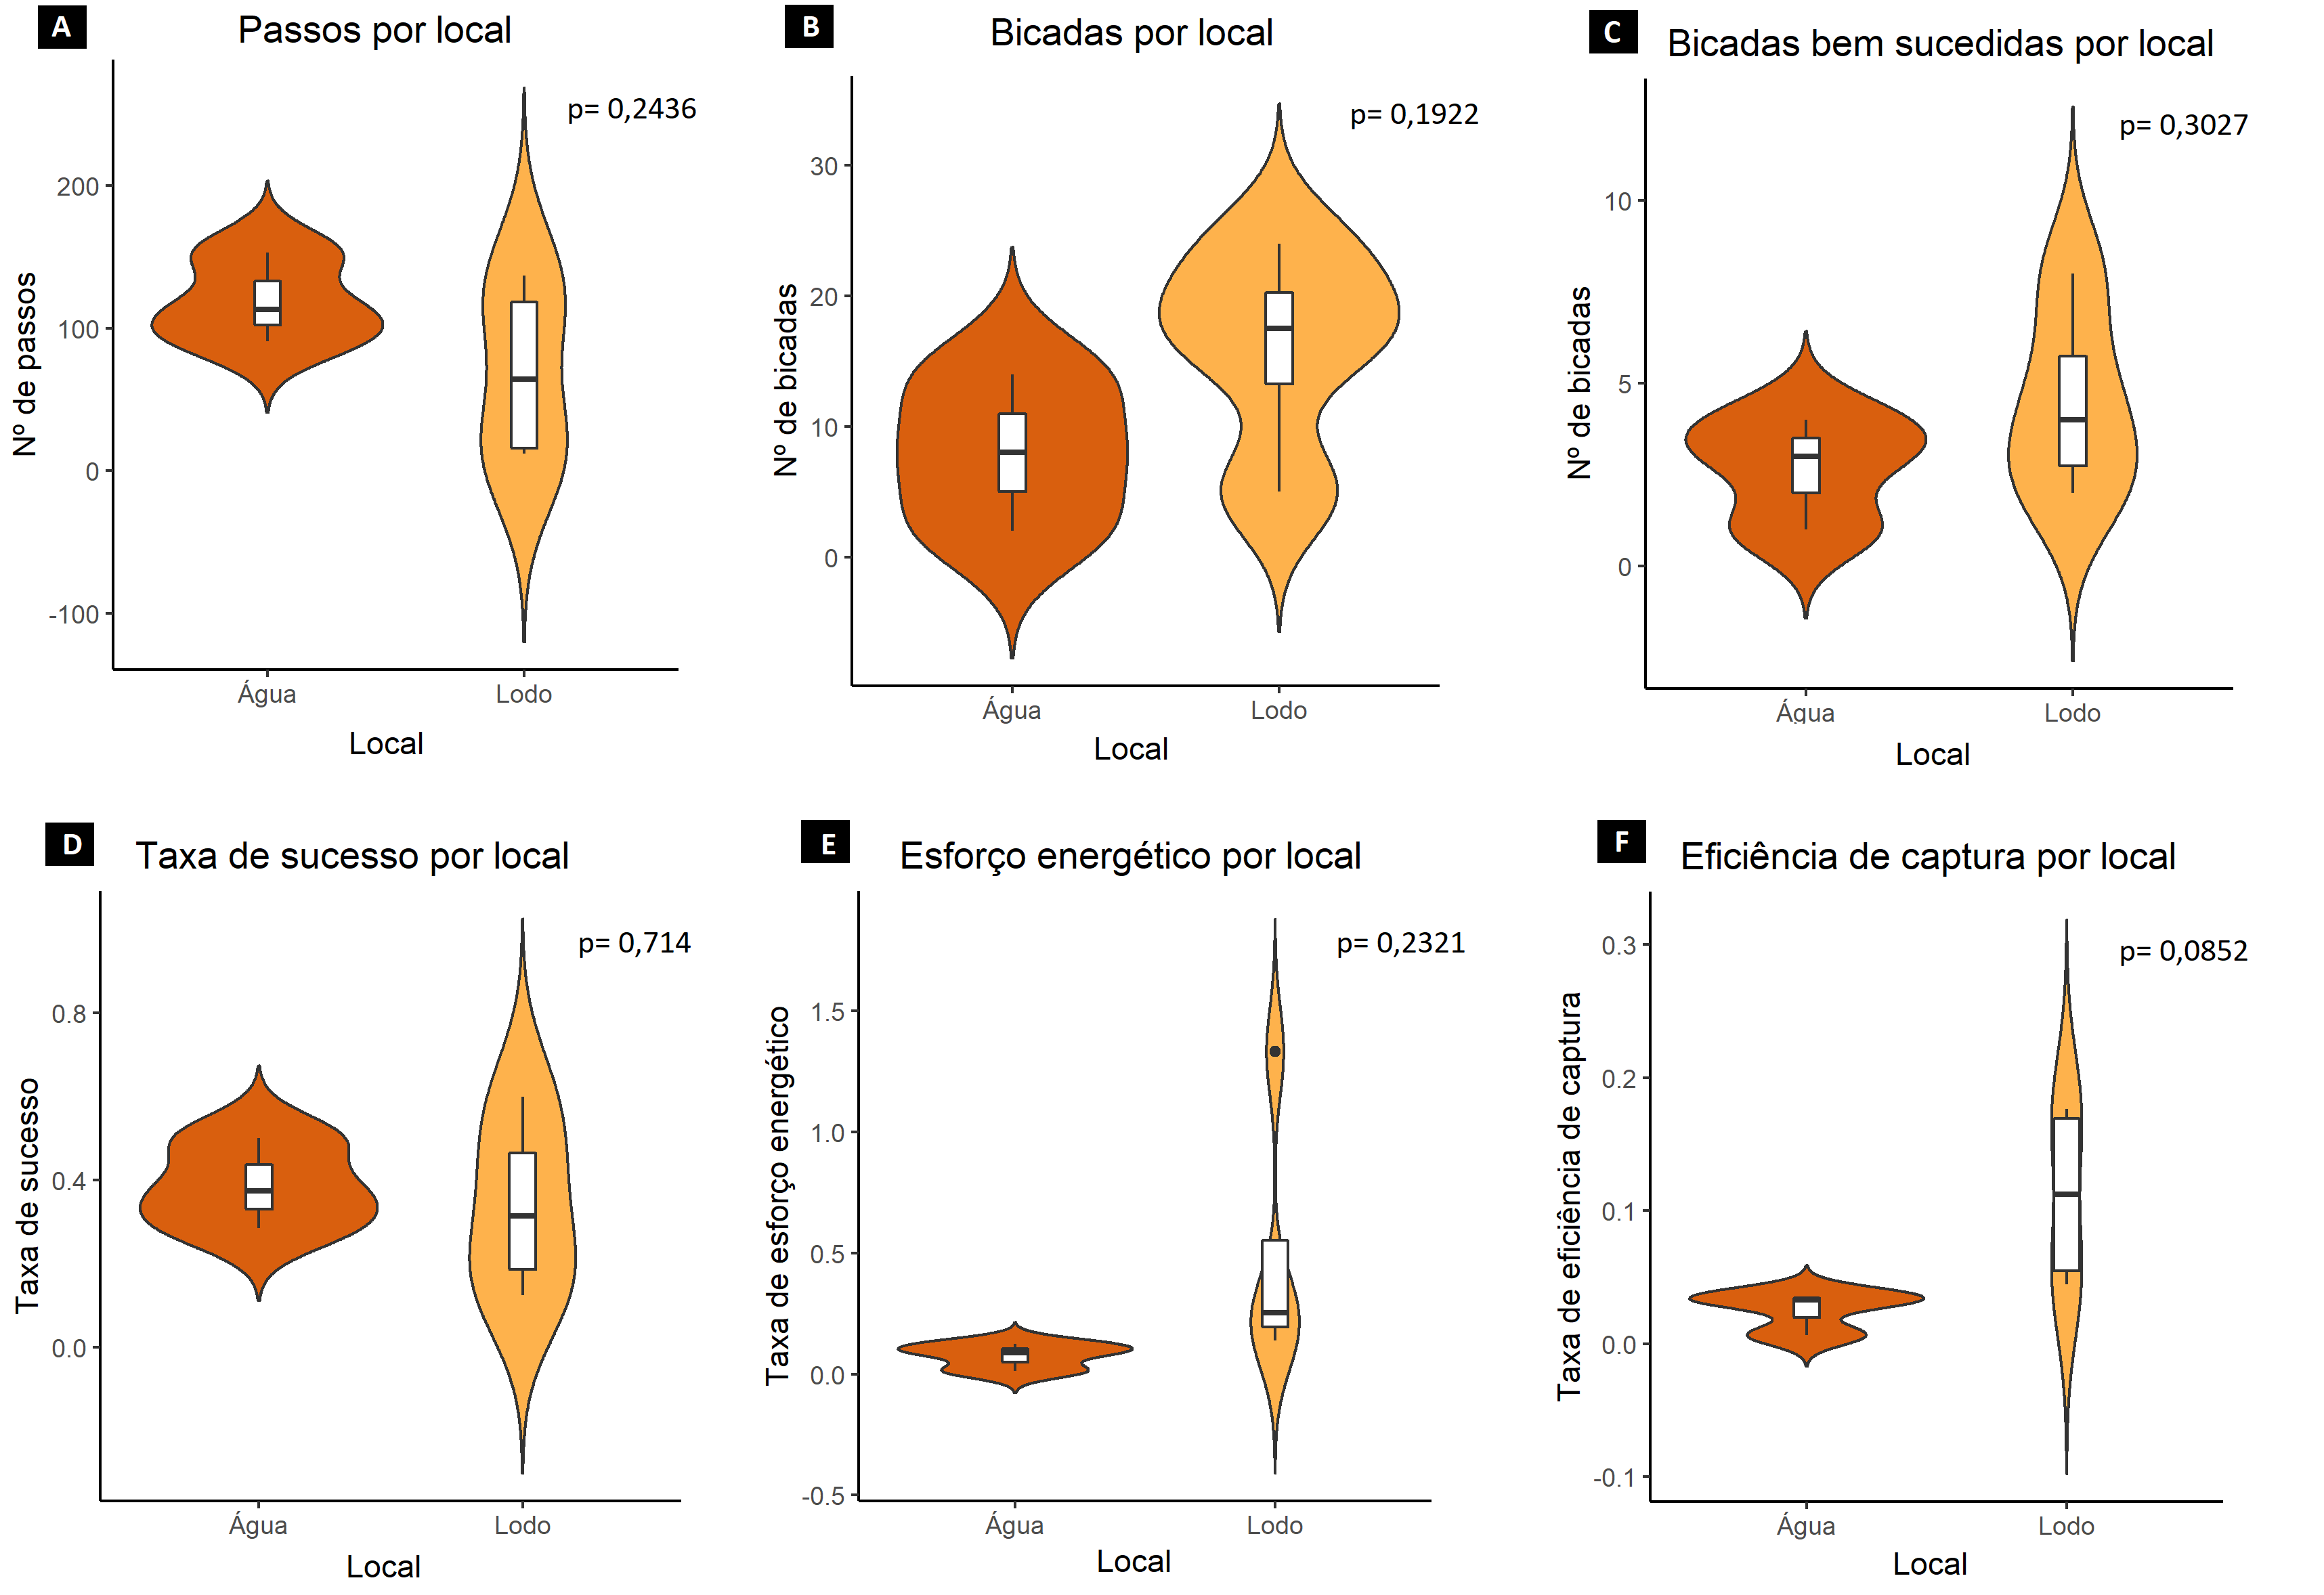 A
Passos por local
p= 0,2436
Nº de passos
200
100
0
-100
Água
Lodo
Local
B
Bicadas por local
p= 0,1922
Nº de bicadas
30
20
10
0
Água
Lodo
Local
C
Bicadas bem sucedidas por local
p= 0,3027
Nº de bicadas
10
5
0
Água
Lodo
Local
D
Taxa de sucesso por local
p= 0,714
Taxa de sucesso
0.8
0.4
0.0
Água
Lodo
Local
E
Esforço energético por local
p= 0,2321
Taxa de esforço energético
1.5
1.0
0.5
0.0
-0.5
Água
Lodo
Local
F
Eficiência de captura por local
p= 0,0852
Taxa de eficiência de captura
0.3
0.2
0.1
0.0
-0.1
Água
Lodo
Local